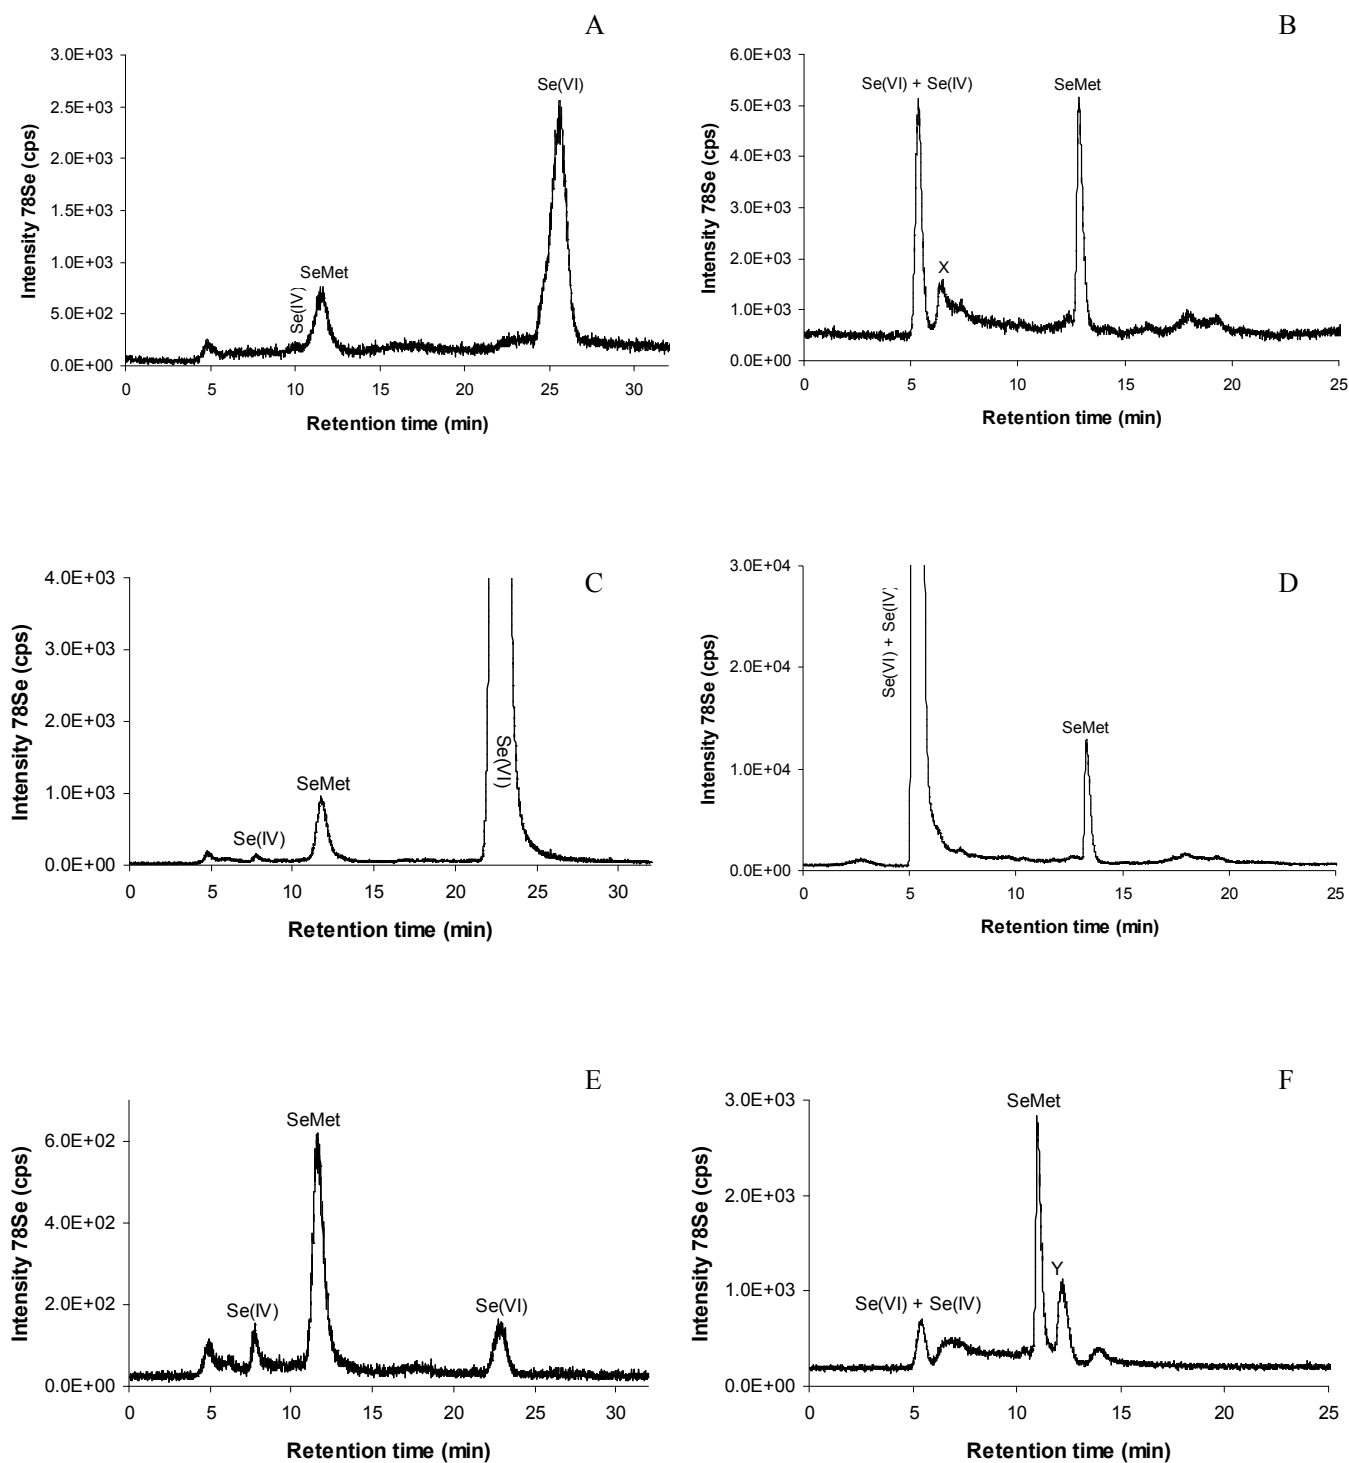 A
3.0E+03
2.5E+03
2.0E+03
1.5E+03
1.0E+03
5.0E+02
0.0E+00
Intensity 78Se (cps)
Se(VI)
SeMet
Se(IV)
0 5 10 15 20 25 30
Retention time (min)
B
6.0E+03
5.0E+03
4.0E+03
3.0E+03
2.0E+03
1.0E+03
0.0E+00
Intensity 78Se (cps)
Se(VI) + Se(IV)
SeMet
X
0 5 10 15 20 25
Retention time (min)
C
4.0E+03
3.0E+03
2.0E+03
1.0E+03
0.0E+00
Intensity 78Se (cps)
Se(VI)
SeMet
Se(IV)
0 5 10 15 20 25 30
Retention time (min)
D
3.0E+04
2.0E+04
1.0E+04
0.0E+00
Intensity 78Se (cps)
Se(VI) + Se(IV)
SeMet
0 5 10 15 20 25
Retention time (min)
E
6.0E+02
4.0E+02
2.0E+02
0.0E+00
Intensity 78Se (cps)
SeMet
Se(IV)
Se(VI)
0 5 10 15 20 25 30
Retention time (min)
F
3.0E+03
2.0E+03
1.0E+03
0.0E+00
Intensity 78Se (cps)
SeMet
Y
Se(VI) + Se(IV)
0 5 10 15 20 25
Retention time (min)